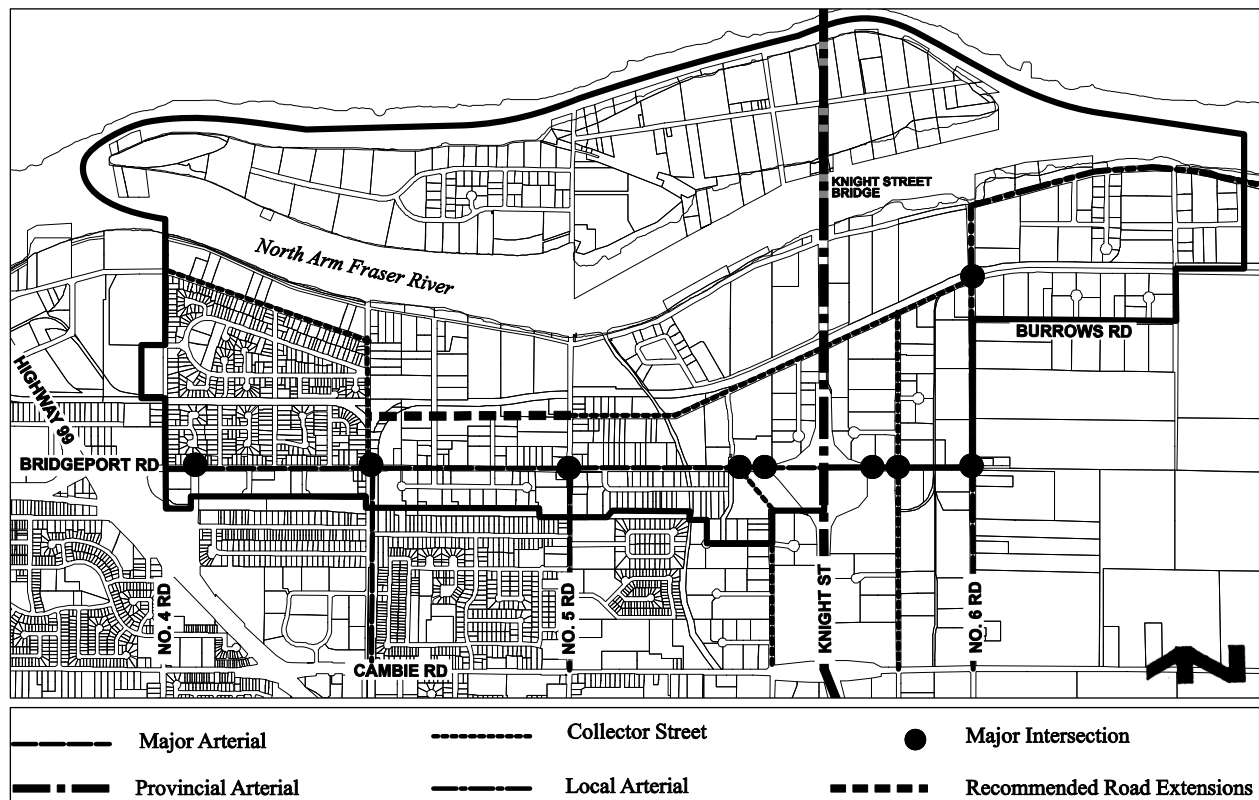 KNIGHT STREET
BRIDGE
North Arm Fraser River
BURROWS RD
HIGHWAY 99
BRIDGEPORT RD
NO. 4 RD
NO. 5 RD
KNIGHT ST
NO. 6 RD
CAMBIE RD
N
Major Arterial
Collector Street
Major Intersection
Provincial Arterial
Local Arterial
Recommended Road Extensions